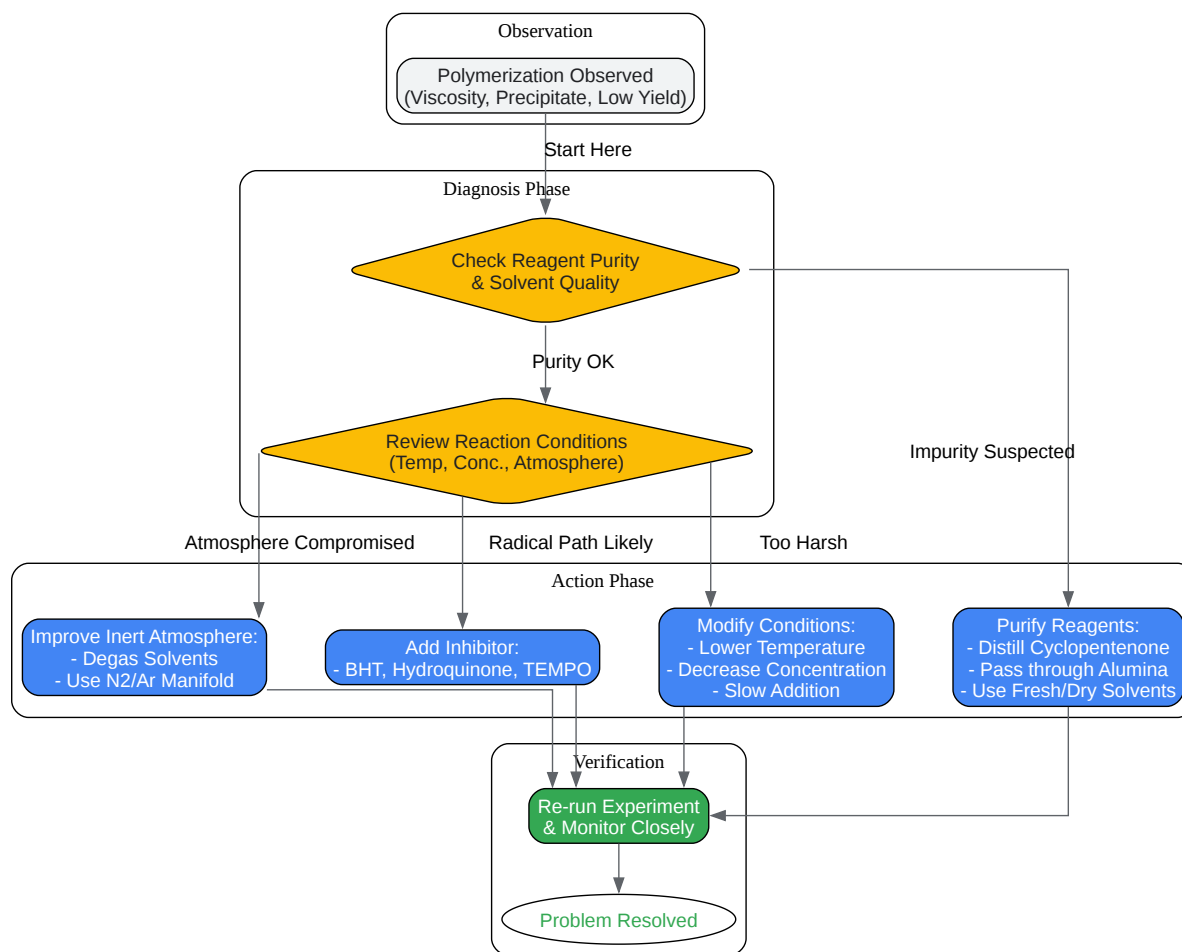 Observation
Polymerization Observed
(Viscosity, Precipitate, Low Yield)
Start Here
Diagnosis Phase
Check Reagent Purity
& Solvent Quality
Purity OK
Review Reaction Conditions
(Temp, Conc., Atmosphere)
Impurity Suspected
Atmosphere Compromised
Radical Path Likely
Too Harsh
Action Phase
Improve Inert Atmosphere:
- Degas Solvents
- Use N2/Ar Manifold
Add Inhibitor:
- BHT, Hydroquinone, TEMPO
Modify Conditions:
- Lower Temperature
- Decrease Concentration
- Slow Addition
Purify Reagents:
- Distill Cyclopentenone
- Pass through Alumina
- Use Fresh/Dry Solvents
Verification
Re-run Experiment
& Monitor Closely
Problem Resolved